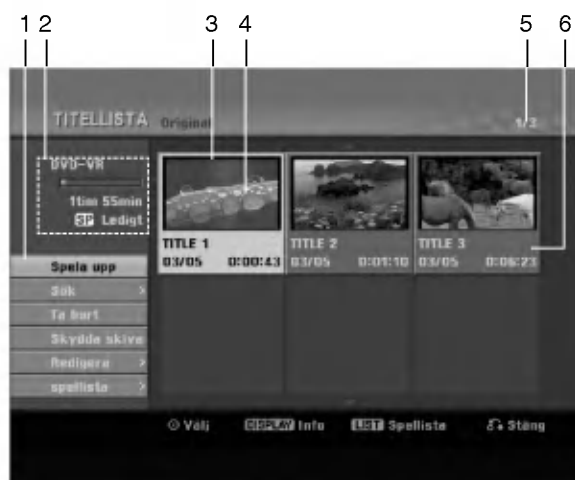 1 2 3 4 5 6
TITELLISTA Original 1/3
DVD-VR
1tim 55min
SP Ledigt
TITLE 1 TITLE 2 TITLE 3
03/05 0:00:43 03/05 0:01:10 03/05 0:06:23
Spela upp
Sök >
Ta bort
Skydda skiva
Redigera >
spellista >
Välj DISPLAY Info LIST Spellista Stäng